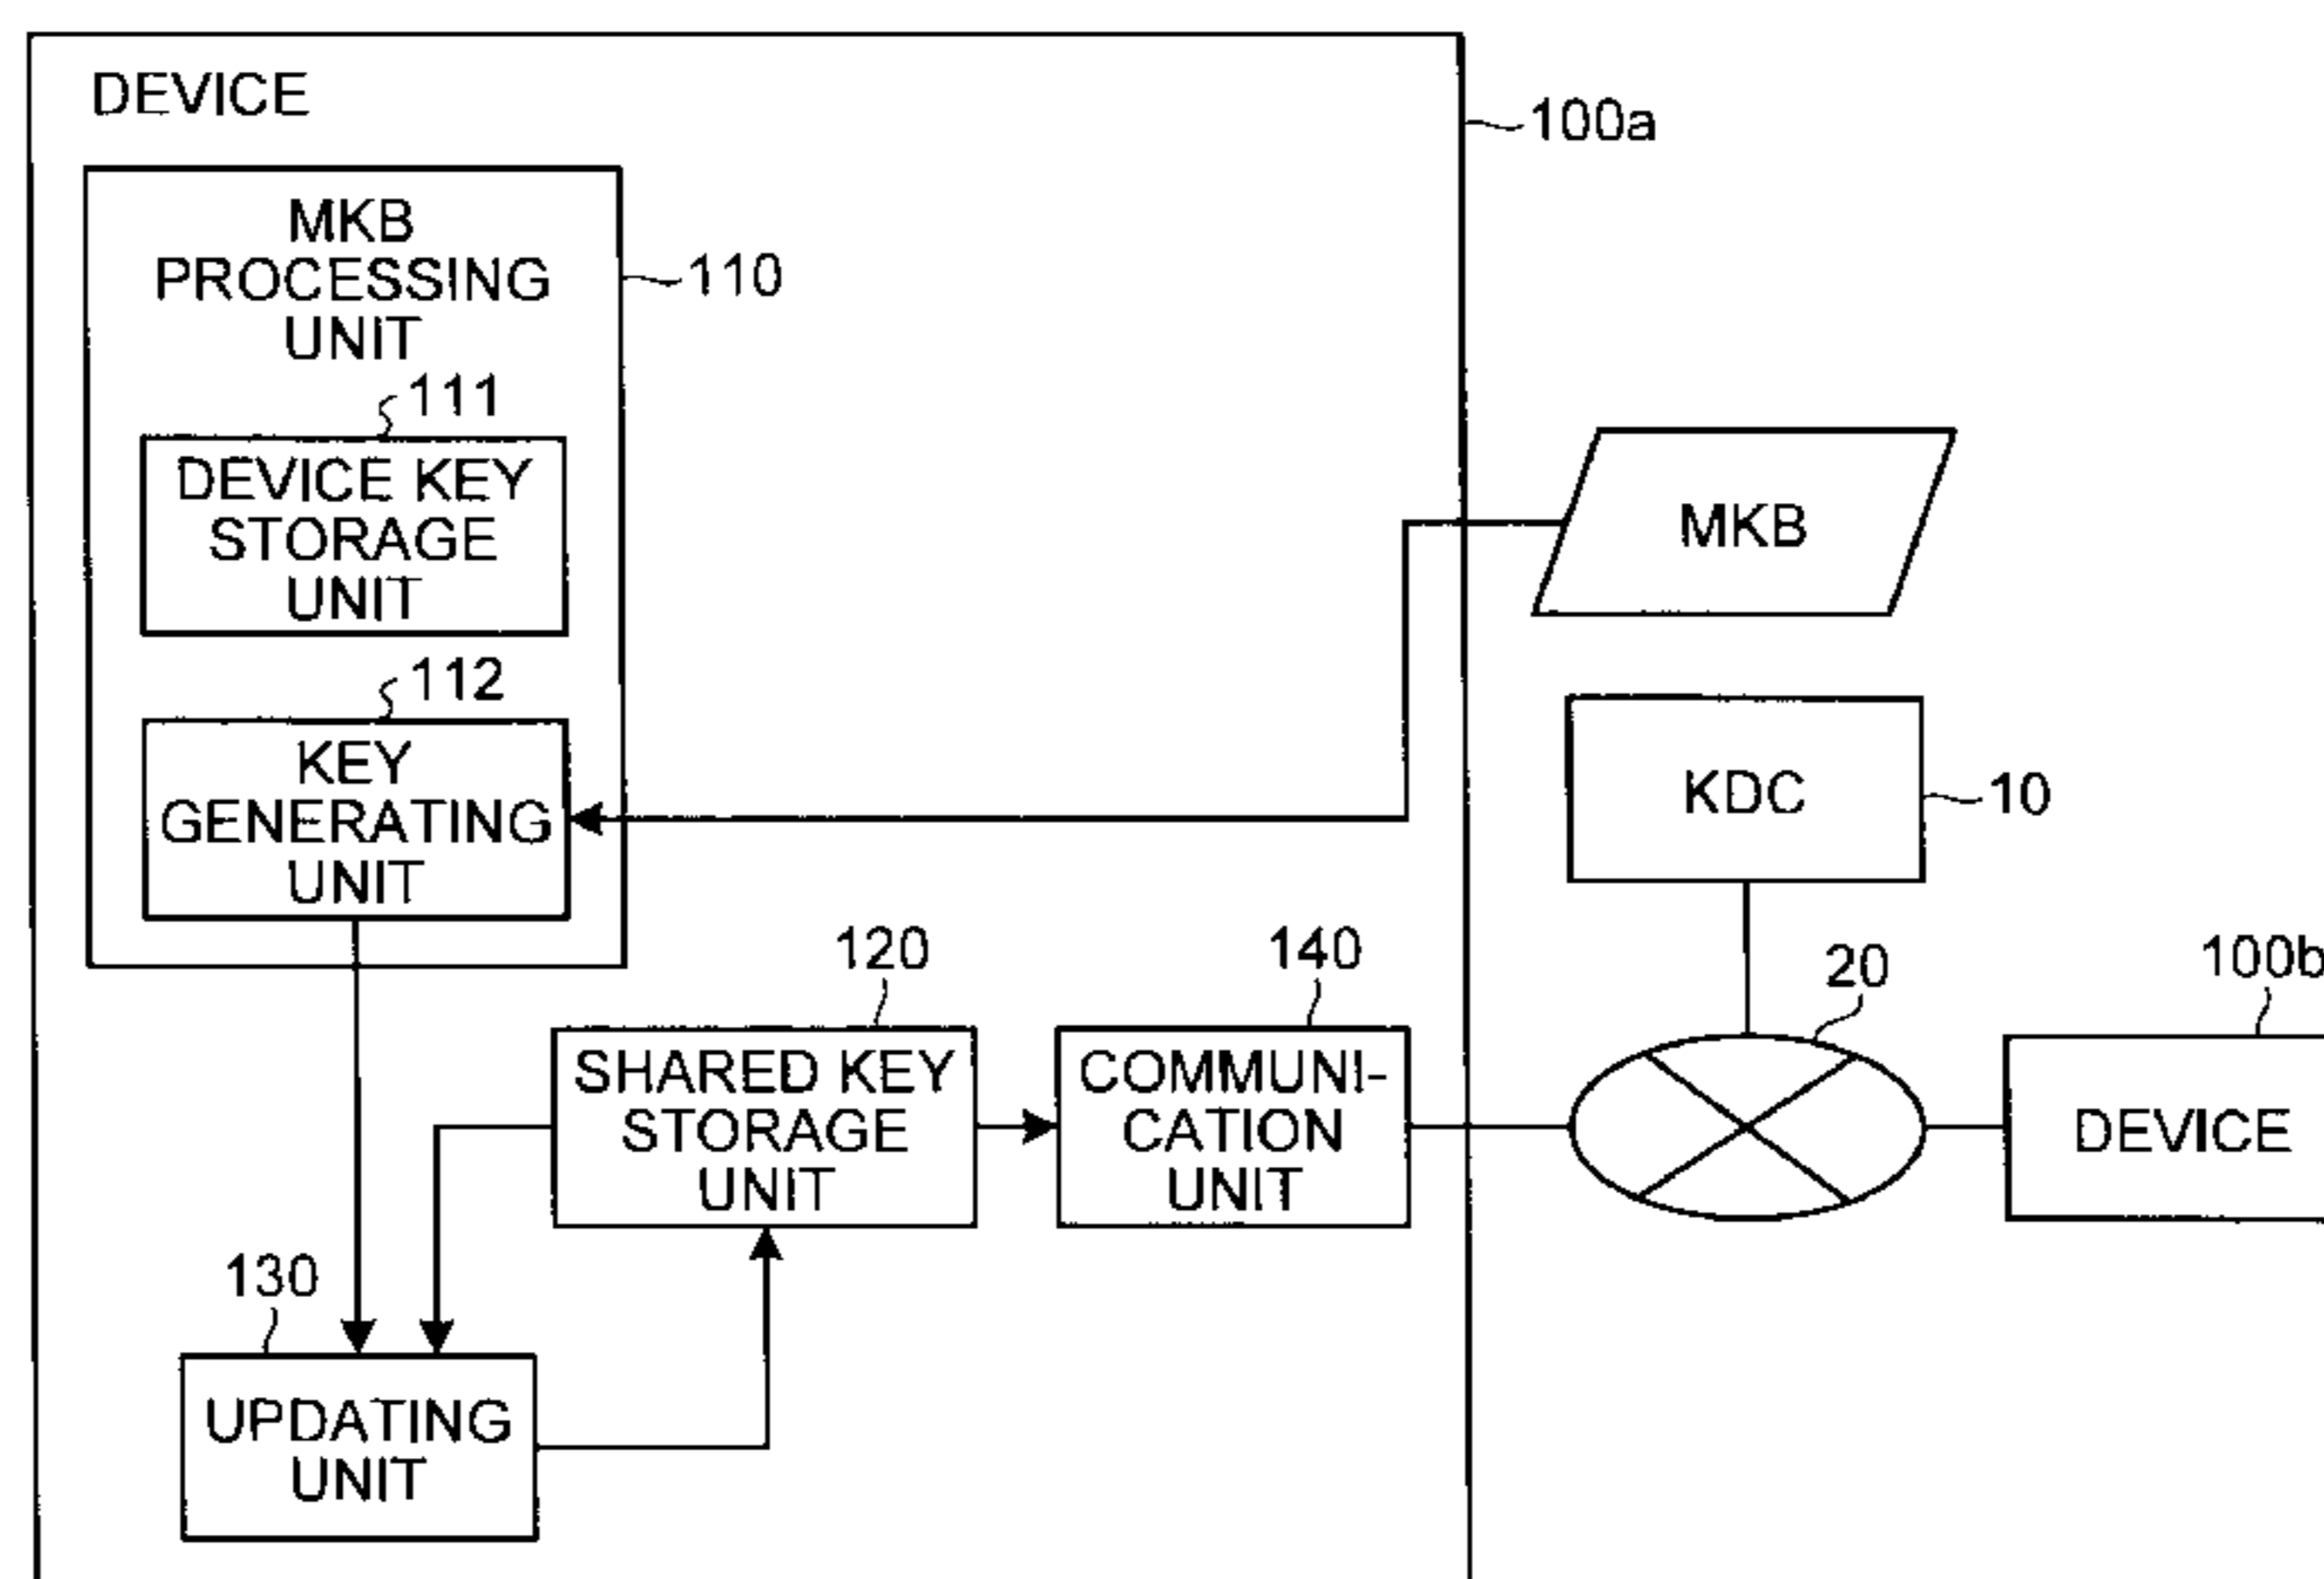 DEVICE
100a
MKB
PROCESSING
UNIT
110
111
DEVICE KEY
STORAGE
UNIT
MKB
112
KEY
GENERATING
UNIT
KDC
10
120
140
20
100b
SHARED KEY
STORAGE
UNIT
COMMUNI-
CATION
UNIT
DEVICE
130
UPDATING
UNIT